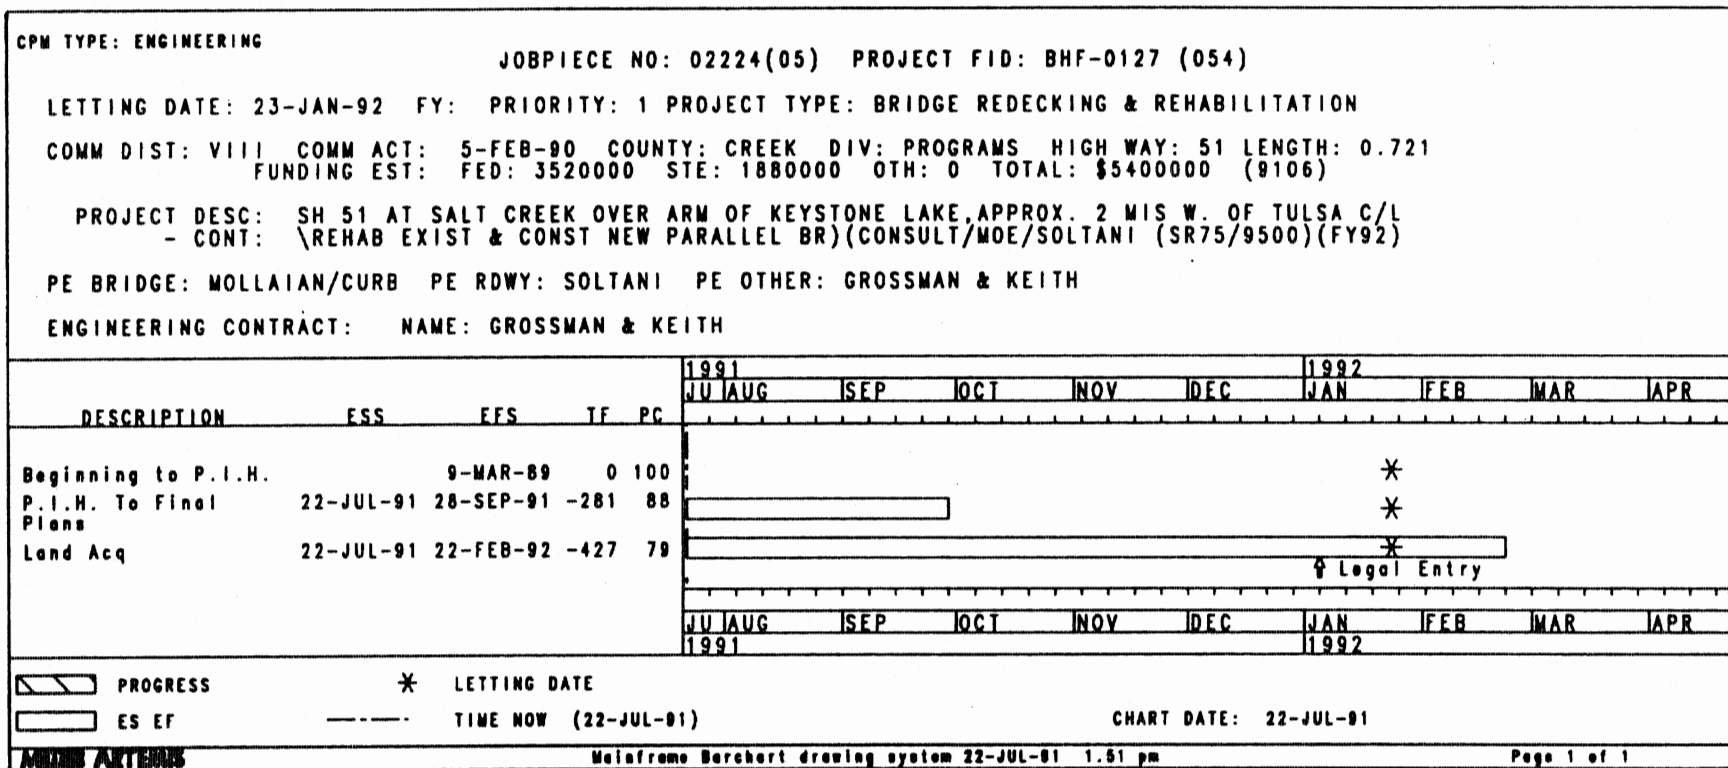 CPM TYPE: ENGINEERING
JOBPIECE NO: 02224(05) PROJECT FID: BHF-0127 (054)
LETTING DATE: 23-JAN-92 FY: PRIORITY: 1 PROJECT TYPE: BRIDGE REDECKING & REHABILITATION
COMM DIST: VIII COMM ACT: 5-FEB-90 COUNTY: CREEK DIV: PROGRAMS HIGH WAY: 51 LENGTH: 0.721
FUNDING EST: FED: 3520000 STE: 1880000 OTH: 0 TOTAL: $5400000 (9106)
PROJECT DESC: SH 51 AT SALT CREEK OVER ARM OF KEYSTONE LAKE,APPROX. 2 MIS W. OF TULSA C/L
- CONT: \REHAB EXIST & CONST NEW PARALLEL BR)(CONSULT/MOE/SOLTANI (SR75/9500)(FY92)
PE BRIDGE: MOLLAIAN/CURB PE RDWY: SOLTANI PE OTHER: GROSSMAN & KEITH
ENGINEERING CONTRACT: NAME: GROSSMAN & KEITH
1991 1992
JU AUG SEP OCT NOV DEC JAN FEB MAR APR
DESCRIPTION ESS EFS TF PC
Beginning to P.I.H. 9-MAR-89 0 100
P.I.H. To Final 22-JUL-91 28-SEP-91 -281 88
Plans
Land Acq 22-JUL-91 22-FEB-92 -427 79
Legal Entry
JU AUG SEP OCT NOV DEC JAN FEB MAR APR
1991 1992
PROGRESS LETTING DATE
ES EF TIME NOW (22-JUL-91) CHART DATE: 22-JUL-91
ARTEMIS Mainframe Barchart drawing system 22-JUL-91 1.51 pm Page 1 of 1